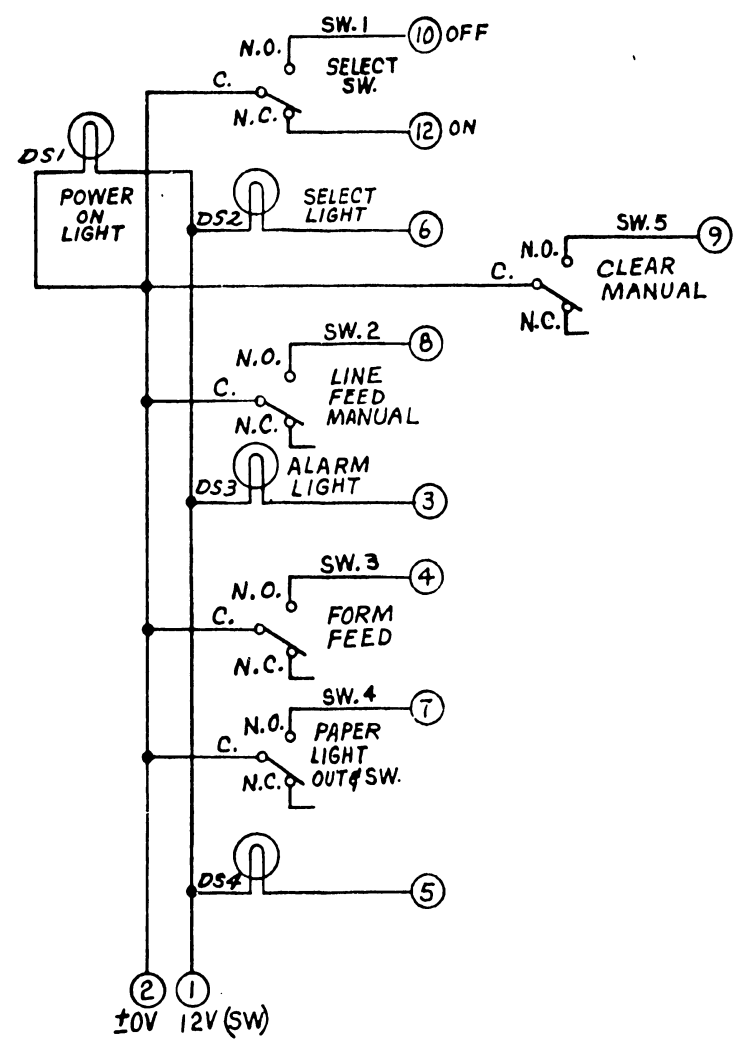 SW. 1
10 OFF
N.O.
SELECT
SW.
C.
N.C.
12 ON
DS1
POWER
ON
LIGHT
DS2
SELECT
LIGHT
6
SW. 5
9
N.O.
C.
CLEAR
MANUAL
N.C.
SW. 2
8
N.O.
LINE
FEED
MANUAL
C.
N.C.
ALARM
LIGHT
DS3
3
SW. 3
4
N.O.
FORM
FEED
C.
N.C.
SW. 4
7
N.O.
PAPER
LIGHT
OUT & SW.
C.
N.C.
DS4
5
2
1
±0V
12V (SW)